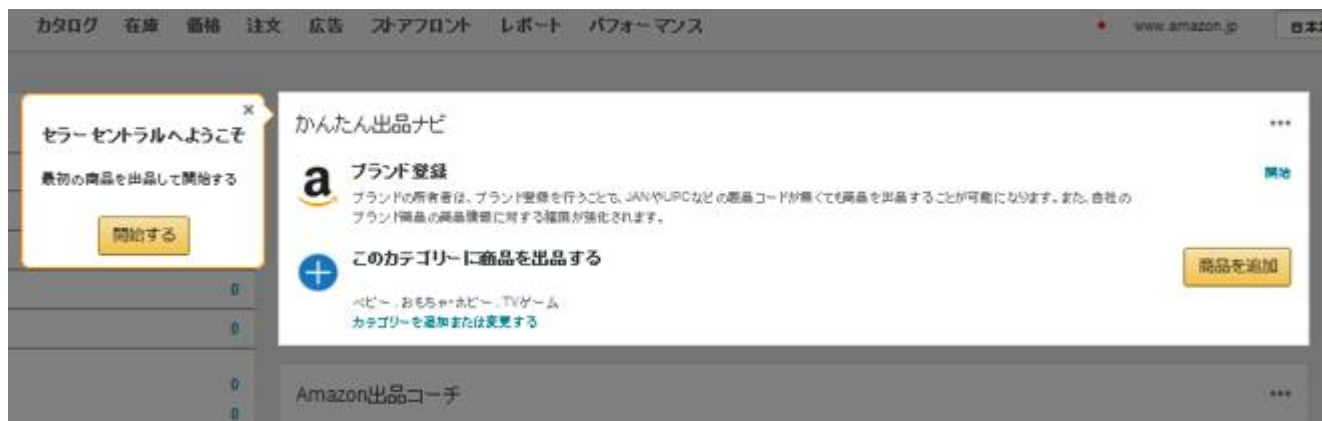 カタログ 在庫 価格 注文 広告 ストアフロント レポート パフォーマンス www.amazon.jp 日本
×
セラーセントラルへようこそ
最初の商品を出品して開始する
開始する
かんたん出品ナビ
ブランド登録 開始
ブランドの所有者は、ブランド登録を行うことで、JANやUPCなどの商品コードが無くても商品を出品することが可能になります。また、自社の
ブランド商品の商品情報に対する権限が強化されます。
このカテゴリーに商品を出品する 商品を追加
ベビー , おもちゃ・ホビー , TVゲーム
カテゴリーを追加または変更する
0
0
0
0
Amazon出品コーチ